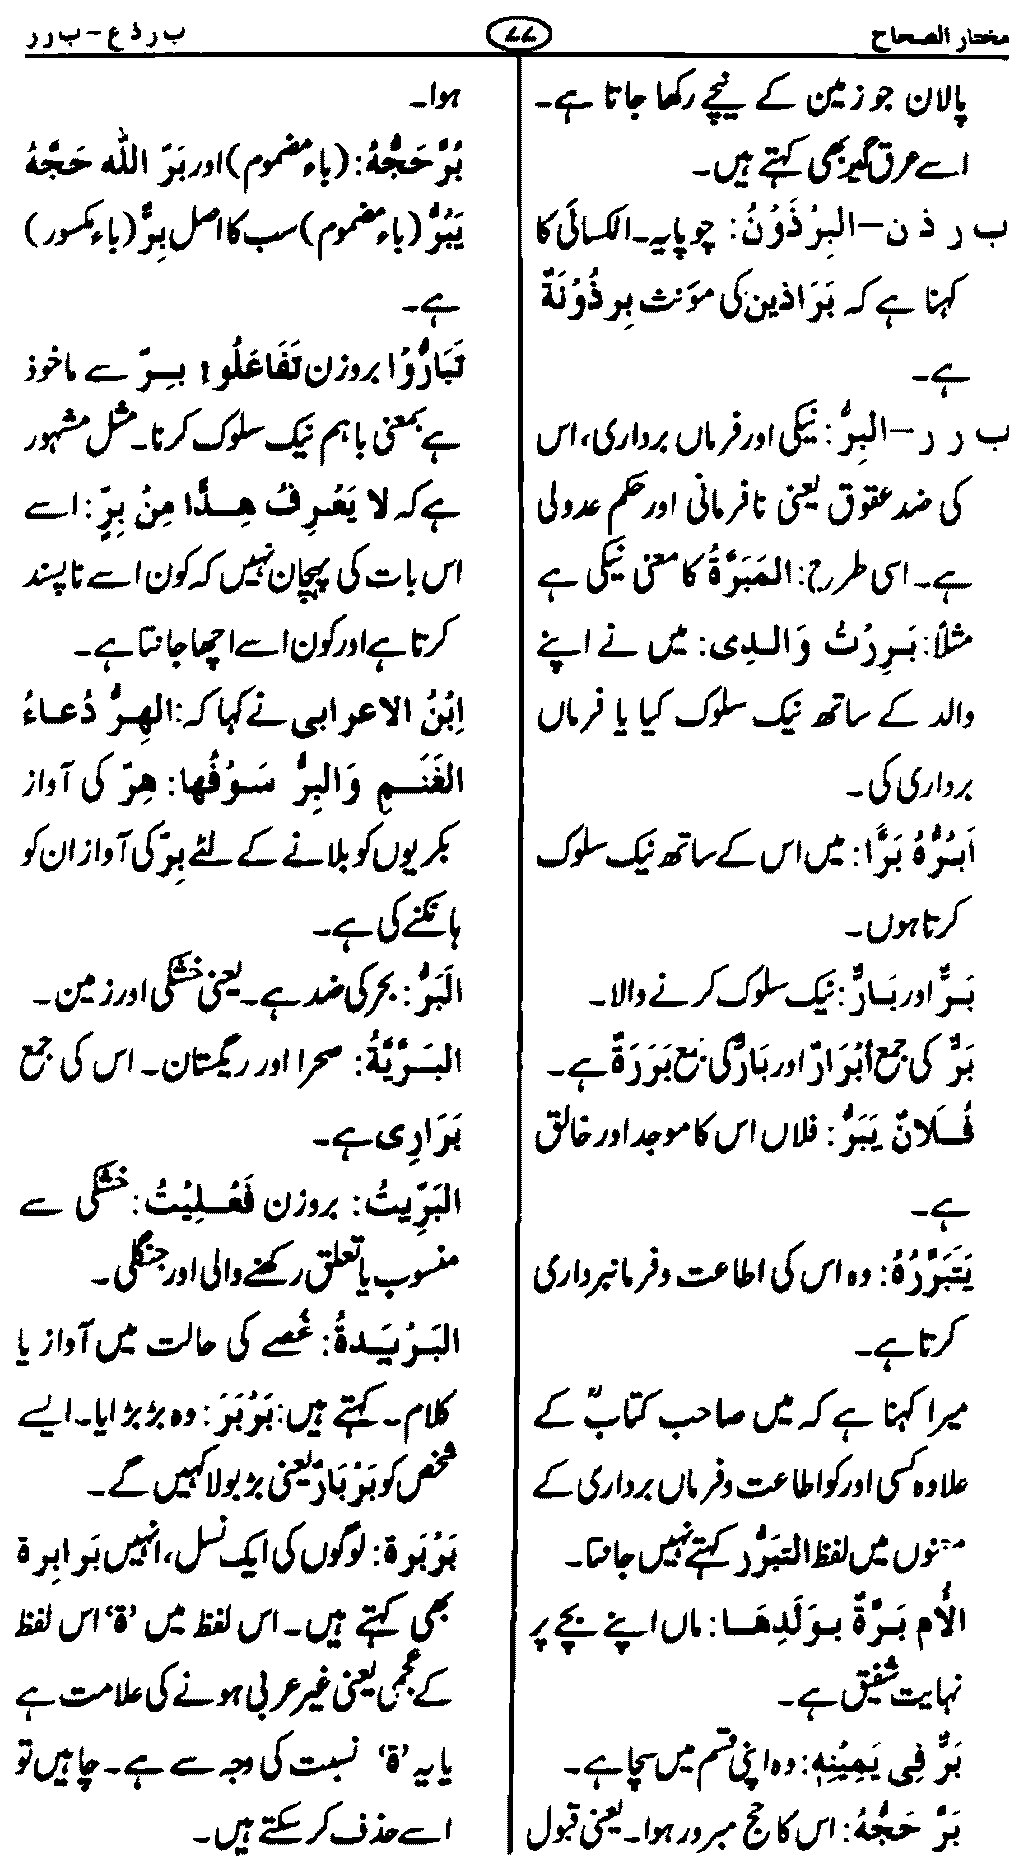 مختار الصحاح
۷۷
ب ر ذ ع – ب ر ر
پالان جو زمین کے نیچے رکھا جاتا ہے۔
اسے عرق گیر بھی کہتے ہیں۔
ب ر ذ ن – البِرْذَوْنُ: چوپایہ۔ الکسائی کا
کہنا ہے کہ بَرَاذین کی مؤنث بِرذُوْنَةٌ
ہے۔
ب ر ر – البِرُّ: نیکی اور فرماں برداری، اس
کی ضد عقوق یعنی نافرمانی اور حکم عدولی
ہے۔ اسی طرح: المَبَرَّةُ کا معنی نیکی ہے
مثلاً: بَرِرْتُ وَالِدِی: میں نے اپنے
والد کے ساتھ نیک سلوک کیا یا فرماں
برداری کی۔
اَبُرُّهُ بَرًّا: میں اس کے ساتھ نیک سلوک
کرتا ہوں۔
بَرٌّ اور بَارٌّ: نیک سلوک کرنے والا۔
بَرٌّ کی جمع أَبْرَارٌ اور بَارٌّ کی جمع بَرَرَةٌ ہے۔
فُلَانٌ يَبَرُّ: فلاں اس کا موجد اور خالق
ہے۔
يَتَبَرَّرُهُ: وہ اس کی اطاعت و فرمانبرداری
کرتا ہے۔
میرا کہنا ہے کہ میں صاحب کتابؒ کے
علاوہ کسی اور کو اطاعت و فرماں برداری کے
معنوں میں لفظ التبَرُّر کہتے نہیں جانتا۔
الْأُم بَرَّةٌ بِوَلَدِهَا: ماں اپنے بچے پر
نہایت شفیق ہے۔
بَرَّ فِی يَمِيْنِهٖ: وہ اپنی قسم میں سچا ہے۔
بَرَّ حَجُّهُ: اس کا حج مبرور ہوا۔ یعنی قبول
ہوا۔
بُرَّ حَجُّهُ: (باء مضموم) اور بَرَّ اللّٰه حَجَّهُ
يَبُرُّ (باء مضموم) سب کا اصل بِرٌّ (باء مکسور)
ہے۔
تَبَارُّوْا بروزن تَفَاعَلُوا بِرّ سے ماخوذ
ہے بمعنی باہم نیک سلوک کرنا۔ مثل مشہور
ہے کہ لا يَعْرِفُ هِدًّا مِنْ بِرٍّ: اسے
اس بات کی پہچان نہیں کہ کون اسے ناپسند
کرتا ہے اور کون اسے اچھا جانتا ہے۔
اِبْنُ الاعرابی نے کہا کہ: الهِرُّ دُعَاءُ
الغَنَمِ وَالبِرُّ سَوْقُها: هِرّ کی آواز
بکریوں کو بلانے کے لئے بِرّ کی آواز ان کو
ہانکنے کی ہے۔
الْبَرُّ: بحر کی ضد ہے۔ یعنی خشکی اور زمین۔
البَرِّيَّةُ: صحرا اور ریگستان۔ اس کی جمع
بَرَارِی ہے۔
البَرِّيتُ: بروزن فَعْلِيْتُ: خشکی سے
منسوب یا تعلق رکھنے والی اور جنگلی۔
البَرْبَدةُ: غُصے کی حالت میں آواز یا
کلام۔ کہتے ہیں: بَرْبَرَ: وہ بڑبڑایا۔ ایسے
شخص کو بَرْبَارٌ یعنی بڑبولا کہیں گے۔
بَرْبَرة: لوگوں کی ایک نسل، انہیں بَرابِرة
بھی کہتے ہیں۔ اس لفظ میں ’ة‘ اس لفظ
کے عجمی یعنی غیر عربی ہونے کی علامت ہے
یا یہ ’ة‘ نسبت کی وجہ سے ہے۔ چاہیں تو
اسے حذف کر سکتے ہیں۔